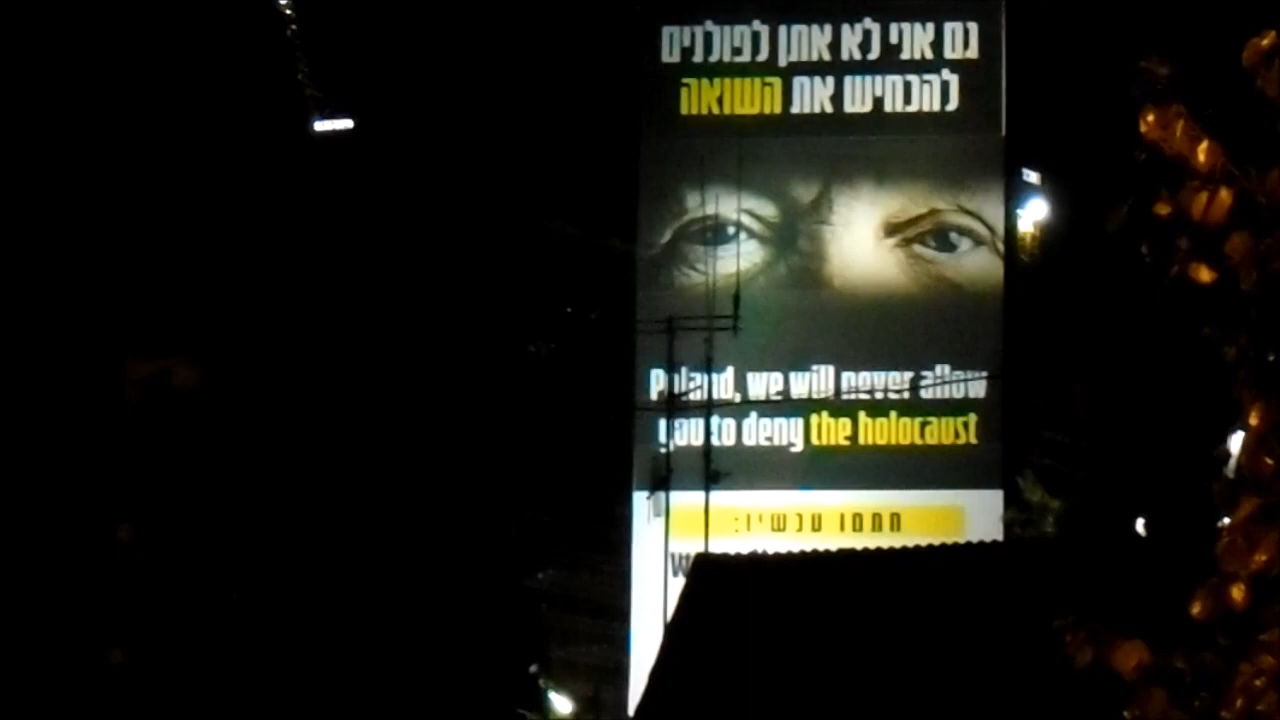 גם אני לא אתן לפולנים
להכחיש את השואה
Poland, we will never allow
you to deny the holocaust
חתמו עכשיו: